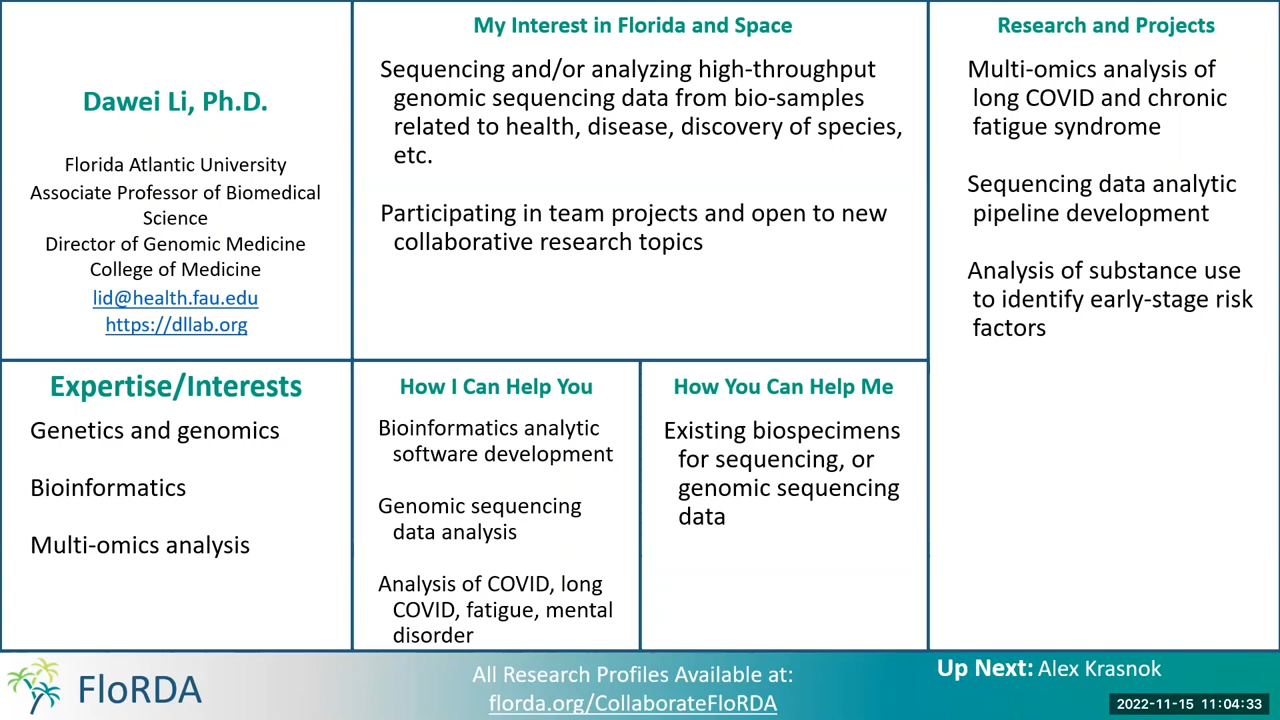 Dawei Li, Ph.D.
Florida Atlantic University
Associate Professor of Biomedical
Science
Director of Genomic Medicine
College of Medicine
lid@health.fau.edu
https://dllab.org
My Interest in Florida and Space
Sequencing and/or analyzing high-throughput
genomic sequencing data from bio-samples
related to health, disease, discovery of species,
etc.
Participating in team projects and open to new
collaborative research topics
Research and Projects
Multi-omics analysis of
long COVID and chronic
fatigue syndrome
Sequencing data analytic
pipeline development
Analysis of substance use
to identify early-stage risk
factors
Expertise/Interests
Genetics and genomics
Bioinformatics
Multi-omics analysis
How I Can Help You
Bioinformatics analytic
software development
Genomic sequencing
data analysis
Analysis of COVID, long
COVID, fatigue, mental
disorder
How You Can Help Me
Existing biospecimens
for sequencing, or
genomic sequencing
data
FloRDA
All Research Profiles Available at:
florda.org/CollaborateFloRDA
Up Next: Alex Krasnok
2022-11-15 11:04:33